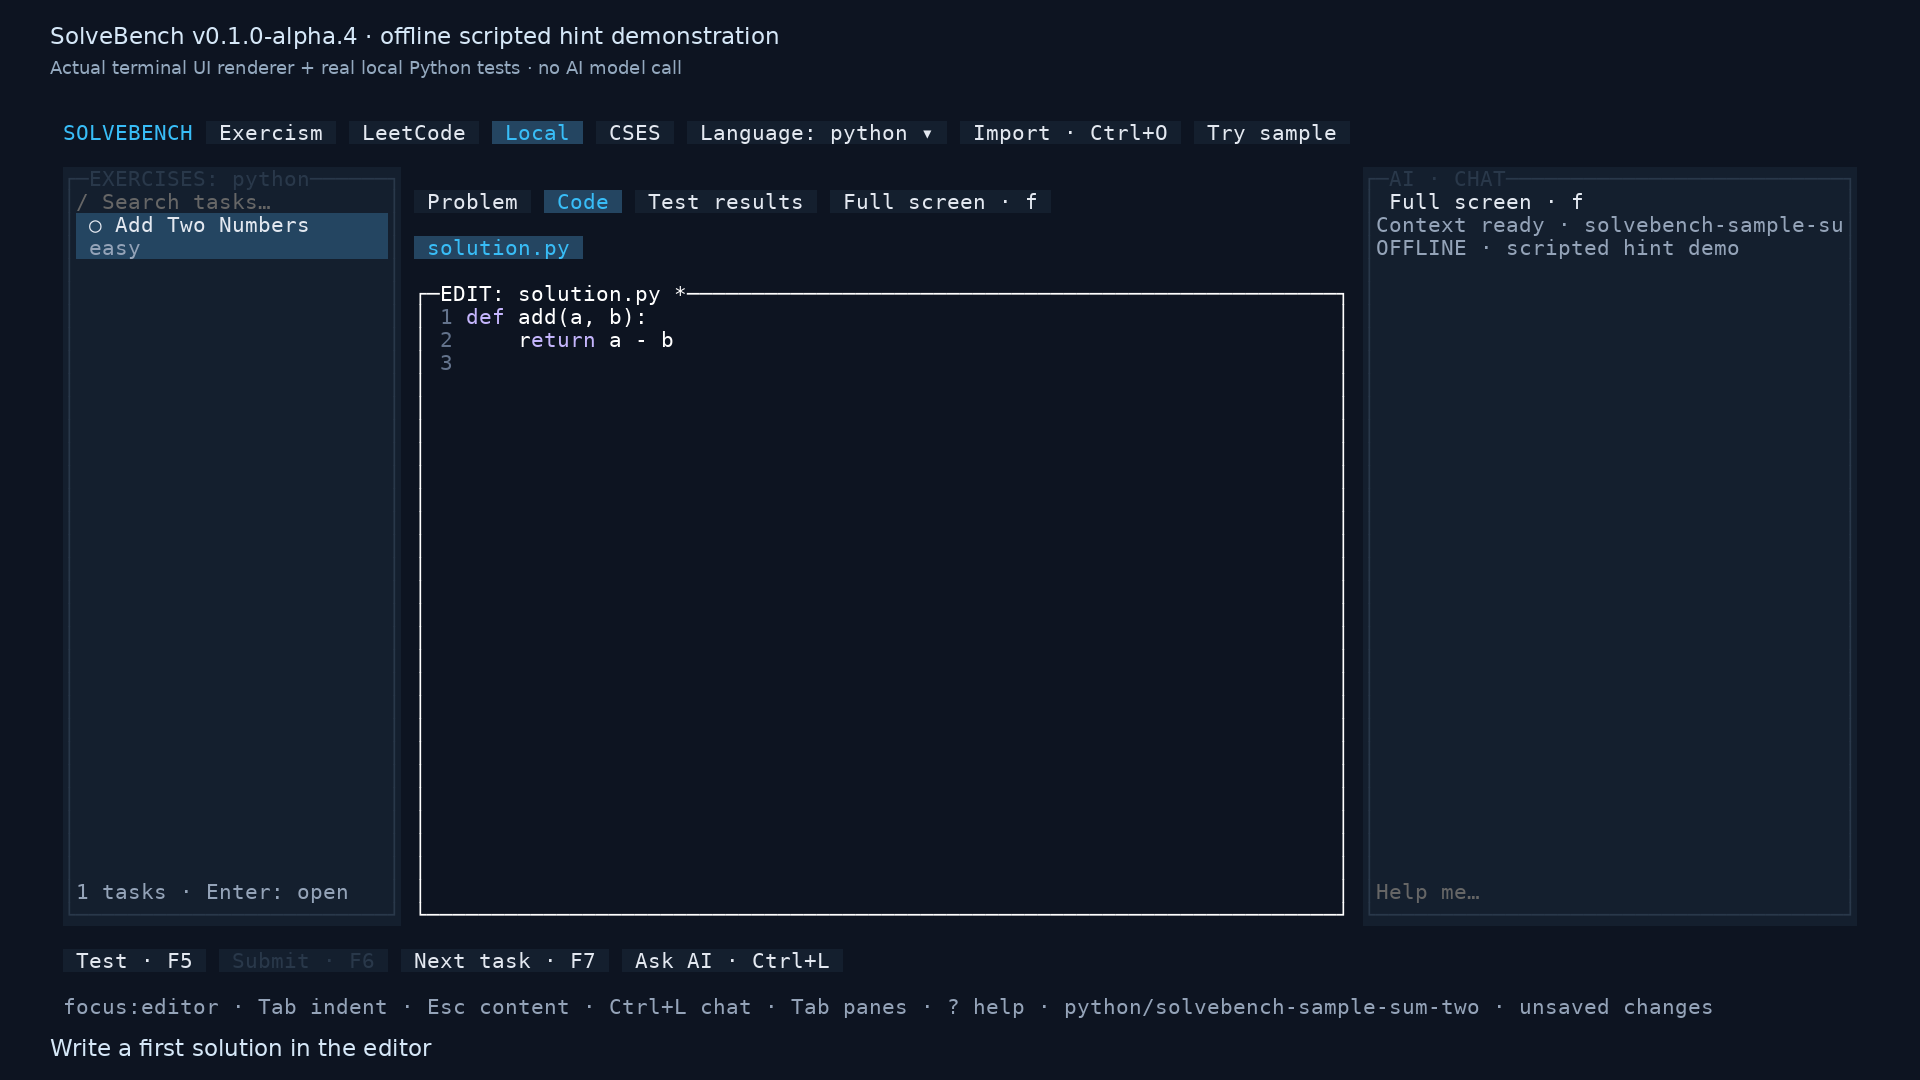 SolveBench v0.1.0-alpha.4 · offline scripted hint demonstration
Actual terminal UI renderer + real local Python tests · no AI model call
SOLVEBENCH Exercism LeetCode Local CSES Language: python ▾ Import · Ctrl+O Try sample
EXERCISES: python
/ Search tasks…
○ Add Two Numbers
easy
1 tasks · Enter: open
Problem Code Test results Full screen · f
solution.py
EDIT: solution.py *
1 def add(a, b):
2     return a - b
3
AI · CHAT
Full screen · f
Context ready · solvebench-sample-su
OFFLINE · scripted hint demo
Help me…
Test · F5 Submit · F6 Next task · F7 Ask AI · Ctrl+L
focus:editor · Tab indent · Esc content · Ctrl+L chat · Tab panes · ? help · python/solvebench-sample-sum-two · unsaved changes
Write a first solution in the editor